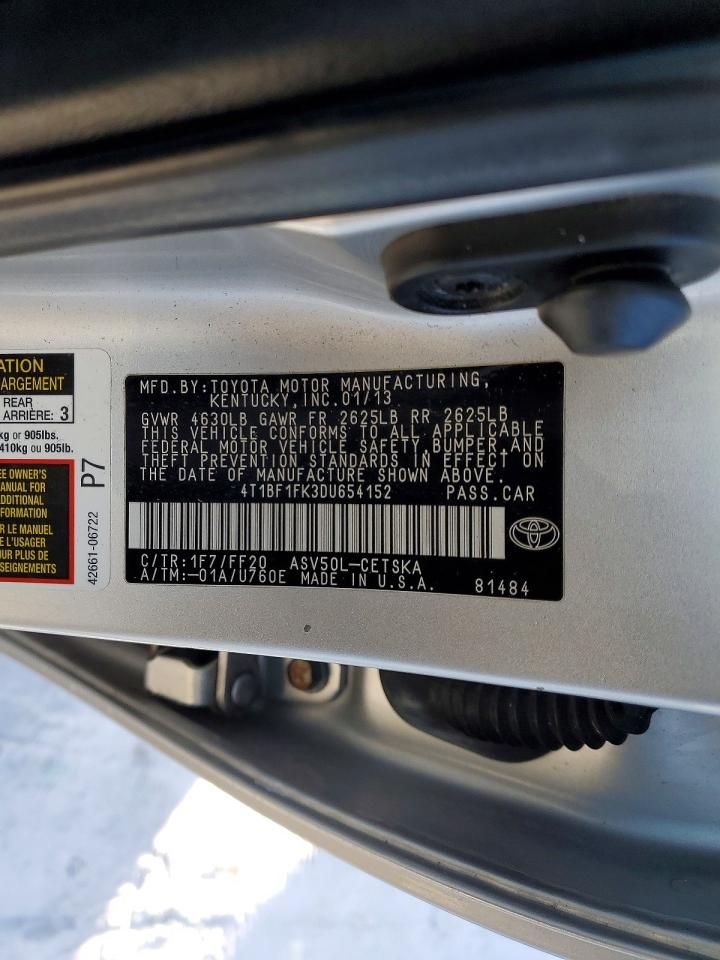 ATION
ARGEMENT
REAR
ARRIÈRE: 3
kg or 905lbs.
410kg ou 905lb.
EE OWNER'S
ANUAL FOR
ADDITIONAL
FORMATION
R LE MANUEL
E L'USAGER
UR PLUS DE
SEIGNEMENTS
P7
42661-06722
MFD.BY:TOYOTA MOTOR MANUFACTURING,
KENTUCKY, INC.01/13
GVWR 4630LB GAWR FR 2625LB RR 2625LB
THIS VEHICLE CONFORMS TO ALL APPLICABLE
FEDERAL MOTOR VEHICLE SAFETY,BUMPER,AND
THEFT PREVENTION STANDARDS IN EFFECT ON
THE DATE OF MANUFACTURE SHOWN ABOVE.
4T1BF1FK3DU654152 PASS.CAR
C/TR:1F7/FF20 ASV50L-CETSKA
A/TM:-01A/U760E MADE IN U.S.A. 81484